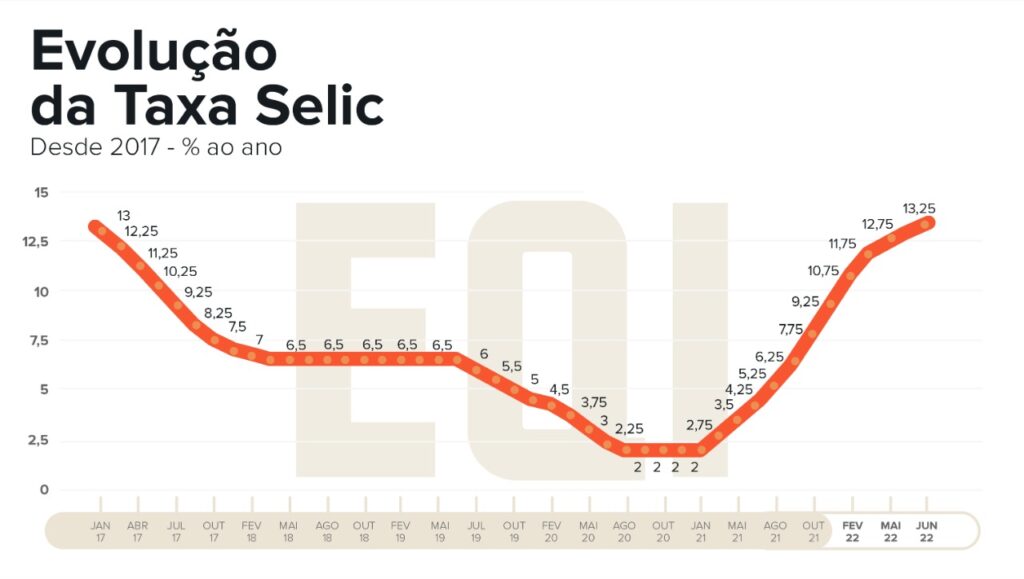 Evolução
da Taxa Selic
Desde 2017 - % ao ano
15
12,5
10
7,5
5
2,5
0
EQI
13
12,25
11,25
10,25
9,25
8,25
7,5
7
6,5
6,5
6,5
6,5
6,5
6
5,5
5
4,5
3,75
3
2,25
2
2
2
2
2,75
3,5
4,25
5,25
6,25
7,75
9,25
10,75
11,75
12,75
13,25
JAN 17
ABR 17
JUL 17
OUT 17
FEV 18
MAI 18
AGO 18
OUT 18
FEV 19
MAI 19
JUL 19
OUT 19
FEV 20
MAI 20
AGO 20
OUT 20
JAN 21
MAI 21
AGO 21
OUT 21
FEV 22
MAI 22
JUN 22